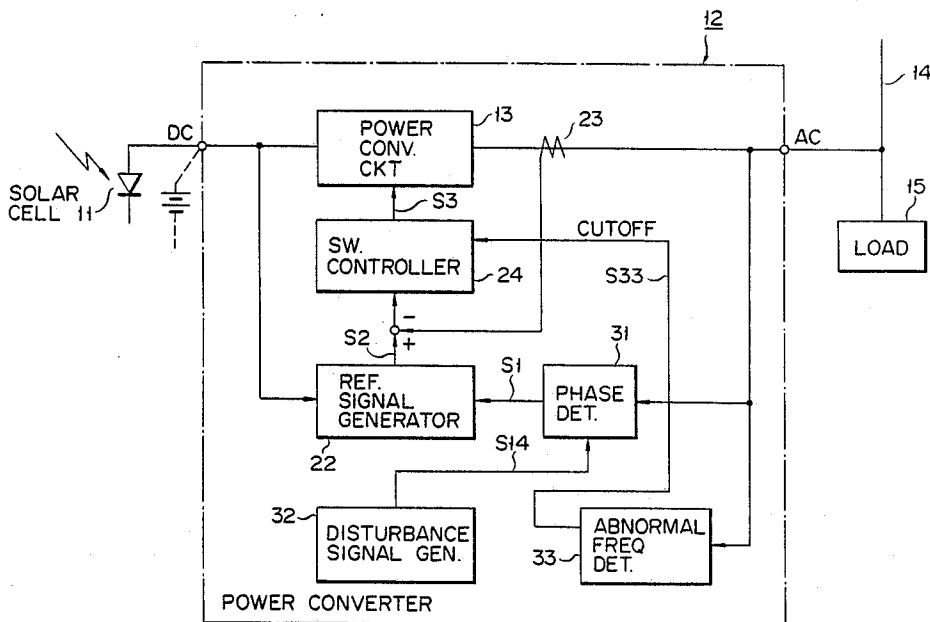 12
14
13
23
DC
POWER
CONV.
CKT
AC
SOLAR
CELL 11
S3
15
LOAD
CUTOFF
SW.
CONTROLLER
24
S33
-
+
S2
31
REF.
SIGNAL
GENERATOR
S1
PHASE
DET.
22
S14
32
DISTURBANCE
SIGNAL GEN.
ABNORMAL
FREQ
DET.
33
POWER CONVERTER